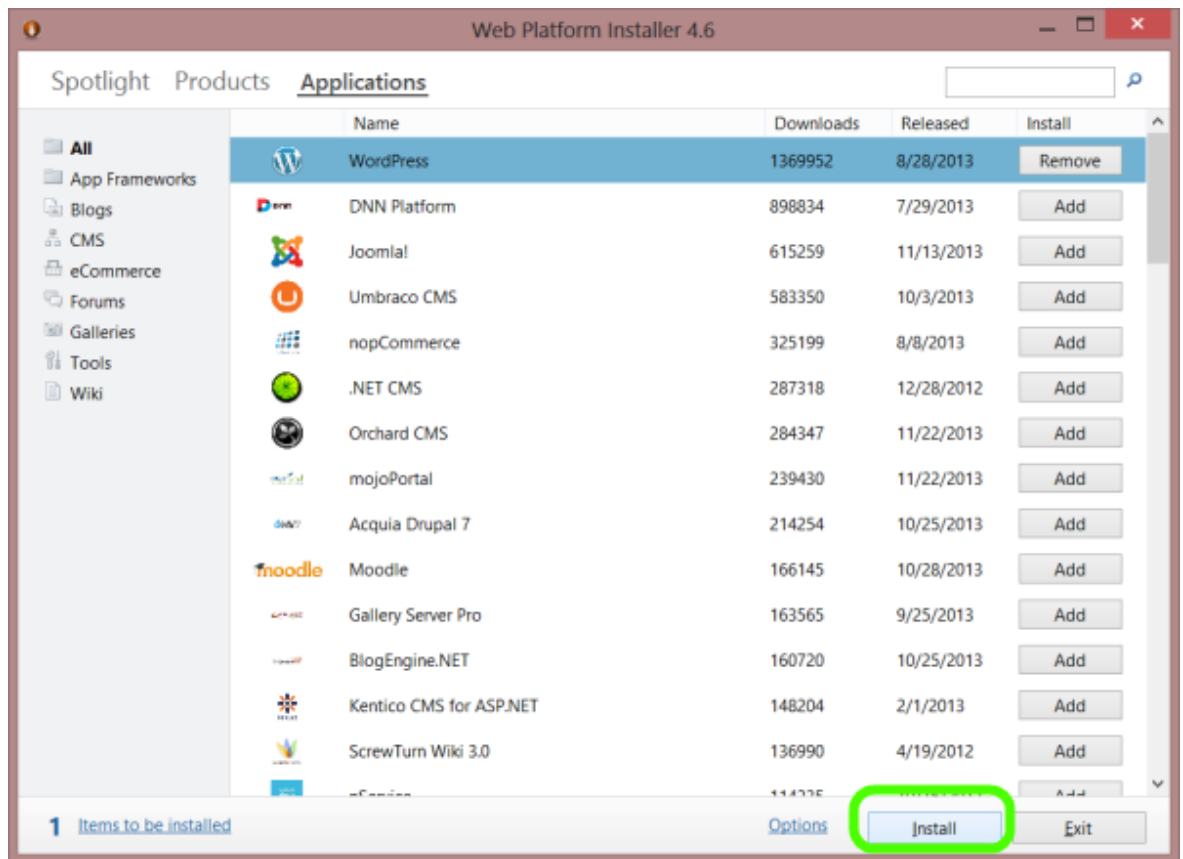 Web Platform Installer 4.6
Spotlight Products Applications
Name Downloads Released Install
All
App Frameworks
Blogs
CMS
eCommerce
Forums
Galleries
Tools
Wiki
WordPress 1369952 8/28/2013 Remove
DNN Platform 898834 7/29/2013 Add
Joomla! 615259 11/13/2013 Add
Umbraco CMS 583350 10/3/2013 Add
nopCommerce 325199 8/8/2013 Add
.NET CMS 287318 12/28/2012 Add
Orchard CMS 284347 11/22/2013 Add
mojoPortal 239430 11/22/2013 Add
Acquia Drupal 7 214254 10/25/2013 Add
moodle Moodle 166145 10/28/2013 Add
Gallery Server Pro 163565 9/25/2013 Add
BlogEngine.NET 160720 10/25/2013 Add
Kentico CMS for ASP.NET 148204 2/1/2013 Add
ScrewTurn Wiki 3.0 136990 4/19/2012 Add
1 Items to be installed Options Install Exit